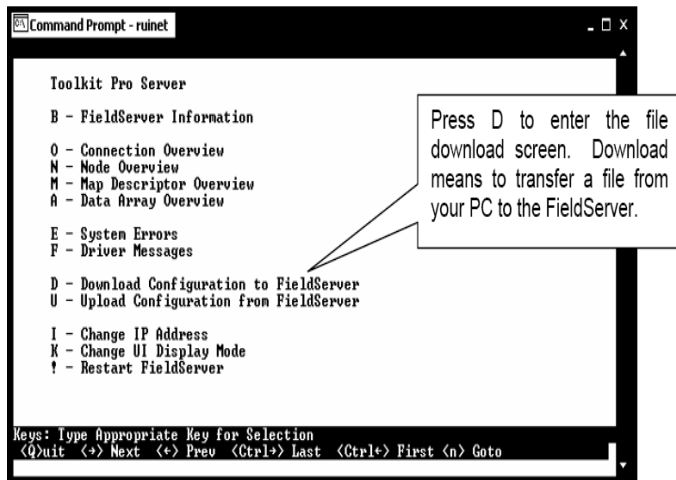 Command Prompt - ruinet
Toolkit Pro Server
B - FieldServer Information
O - Connection Overview
N - Node Overview
M - Map Descriptor Overview
A - Data Array Overview
E - System Errors
F - Driver Messages
D - Download Configuration to FieldServer
U - Upload Configuration from FieldServer
I - Change IP Address
K - Change UI Display Mode
! - Restart FieldServer
Keys: Type Appropriate Key for Selection
<Q>uit <→> Next <←> Prev <Ctrl→> Last <Ctrl←> First <n> Goto
Press D to enter the file
download screen. Download
means to transfer a file from
your PC to the FieldServer.